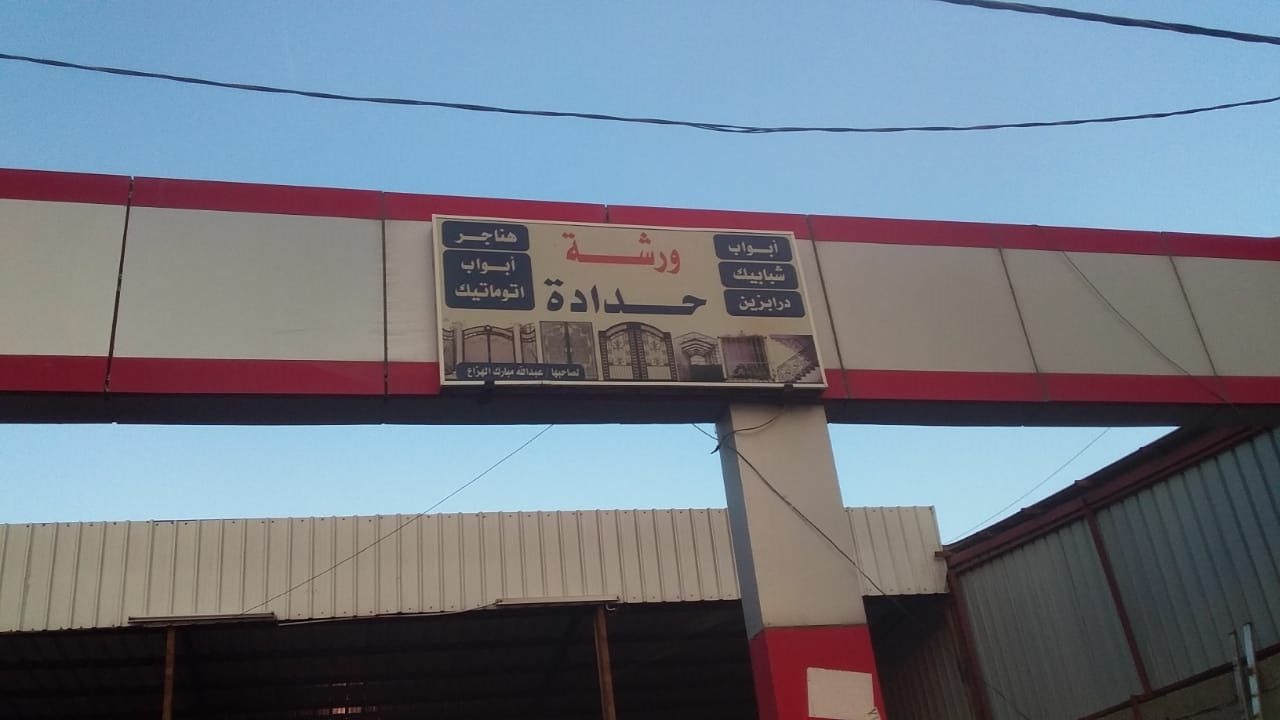 ورشة
حدادة
أبواب
شبابيك
درابزين
هناجر
أبواب
اتوماتيك
لصاحبها | عبدالله مبارك الهزاع